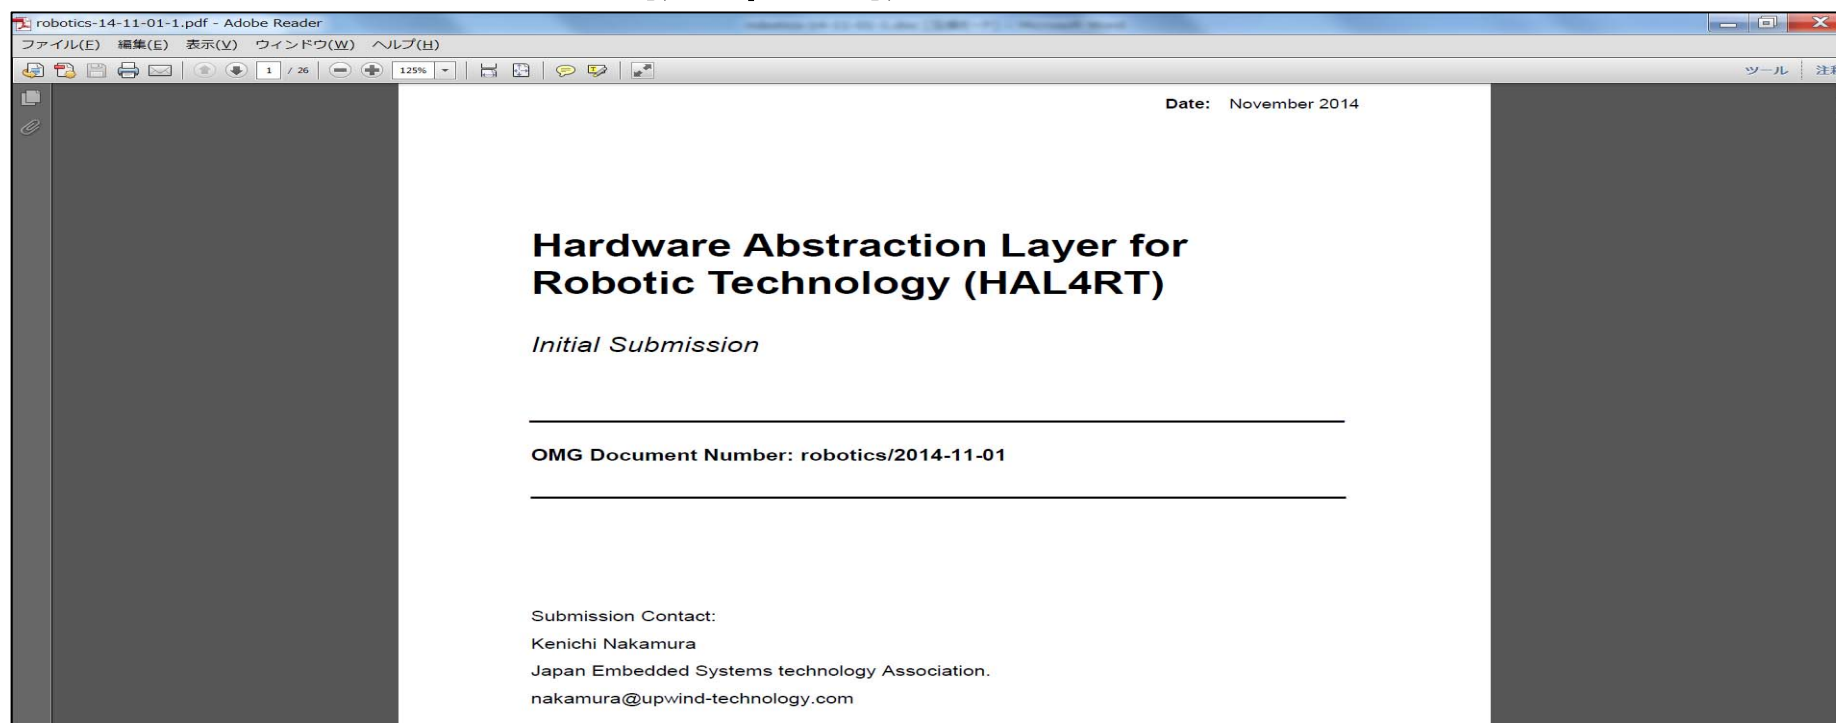 robotics-14-11-01-1.pdf - Adobe Reader
ファイル(F) 編集(E) 表示(V) ウィンドウ(W) ヘルプ(H)
1 / 26 125% ツール
Date: November 2014
Hardware Abstraction Layer for
Robotic Technology (HAL4RT)
Initial Submission
OMG Document Number: robotics/2014-11-01
Submission Contact:
Kenichi Nakamura
Japan Embedded Systems technology Association.
nakamura@upwind-technology.com